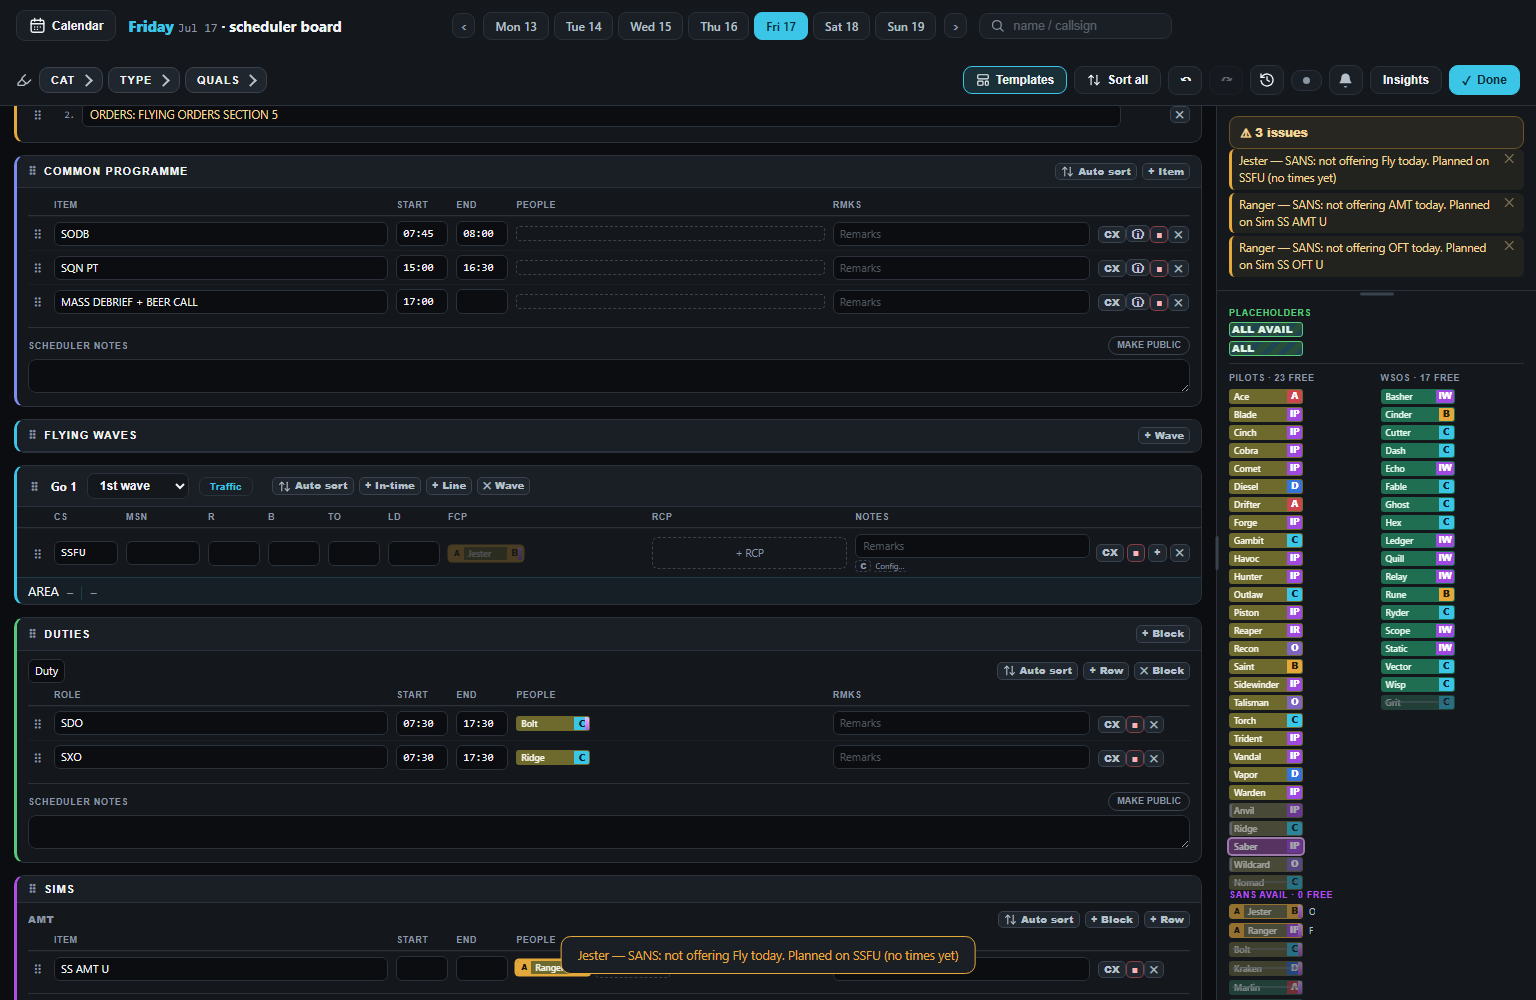 Calendar
Friday Jul 17 · scheduler board
‹ Mon 13 Tue 14 Wed 15 Thu 16 Fri 17 Sat 18 Sun 19 ›
name / callsign
CAT TYPE QUALS
Templates Sort all Insights ✓ Done
2. ORDERS: FLYING ORDERS SECTION 5
COMMON PROGRAMME
Auto sort + Item
ITEM START END PEOPLE RMKS
SODB 07:45 08:00 Remarks CX
SQN PT 15:00 16:30 Remarks CX
MASS DEBRIEF + BEER CALL 17:00 Remarks CX
SCHEDULER NOTES MAKE PUBLIC
FLYING WAVES + Wave
Go 1 1st wave Traffic Auto sort + In-time + Line ✕ Wave
CS MSN R B TO LD FCP RCP NOTES
SSFU A Jester B + RCP Remarks CX
C Config...
AREA – | –
DUTIES + Block
Duty Auto sort + Row ✕ Block
ROLE START END PEOPLE RMKS
SDO 07:30 17:30 Bolt C Remarks CX
SXO 07:30 17:30 Ridge C Remarks CX
SCHEDULER NOTES MAKE PUBLIC
SIMS
AMT Auto sort + Block + Row
ITEM START END PEOPLE
SS AMT U A Ranger CX
Jester — SANS: not offering Fly today. Planned on SSFU (no times yet)
⚠ 3 issues
Jester — SANS: not offering Fly today. Planned on
SSFU (no times yet)
Ranger — SANS: not offering AMT today. Planned
on Sim SS AMT U
Ranger — SANS: not offering OFT today. Planned
on Sim SS OFT U
PLACEHOLDERS
ALL AVAIL
ALL
PILOTS · 23 FREE
Ace A
Blade IP
Cinch IP
Cobra IP
Comet IP
Diesel D
Drifter A
Forge IP
Gambit C
Havoc IP
Hunter IP
Outlaw C
Piston IP
Reaper IR
Recon O
Saint B
Sidewinder IP
Talisman O
Torch C
Trident IP
Vandal IP
Vapor D
Warden IP
Anvil IP
Ridge C
Saber IP
Wildcard O
Nomad C
WSOS · 17 FREE
Basher IW
Cinder B
Cutter C
Dash C
Echo IW
Fable C
Ghost C
Hex C
Ledger IW
Quill IW
Relay IW
Rune B
Ryder C
Scope IW
Static IW
Vector C
Wisp C
Grit C
SANS AVAIL · 0 FREE
A Jester B O
A Ranger IP F
Bolt C
Kraken D
Marlin A